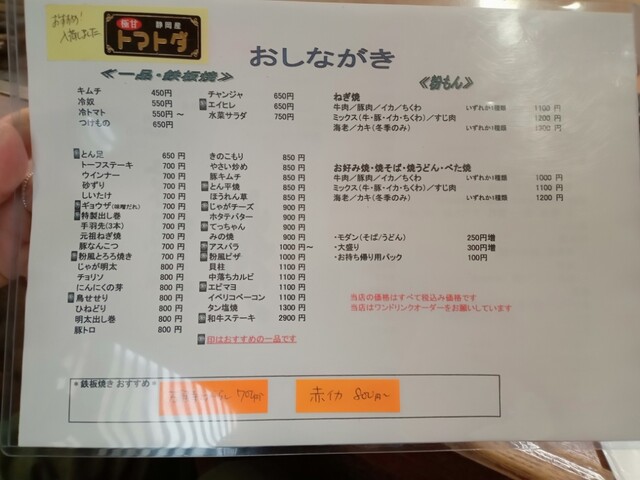 おすすめ!
入荷しました
極甘 静岡産
トマトダ
おしながき
≪一品・鉄板焼≫
キムチ 450円
冷奴 550円
冷トマト 550円 ～
つけもの 650円
チャンジャ 650円
エイヒレ 650円
水菜サラダ 750円
とん足 650円
トーフステーキ 700円
ウインナー 700円
砂ずり 700円
しいたけ 700円
ギョウザ(味噌だれ) 700円
特製出し巻 700円
手羽先(3本) 700円
元祖ねぎ焼 700円
豚なんこつ 700円
粉風とろろ焼き 700円
じゃが明太 700円
チョリソ 700円
にんにくの芽 700円
鳥せせり 800円
ひねどり 800円
明太出し巻 800円
豚トロ 800円
きのこもり 850円
やさい炒め 850円
豚キムチ 850円
とん平焼 850円
ほうれん草 850円
じゃがチーズ 900円
ホタテバター 900円
てっちゃん 900円
みの焼 900円
アスパラ 1000円～
粉風ピザ 1000円
貝柱 1100円
中落ちカルビ 1100円
エビマヨ 1100円
イベリコベーコン 1100円
タン塩焼 1300円
和牛ステーキ 2900円
印はおすすめの一品です
≪粉もん≫
ねぎ焼
牛肉／豚肉／イカ／ちくわ いずれか1種類 1100円
ミックス(牛・豚・イカ・ちくわ)／すじ肉 1200円
海老／カキ(冬季のみ) いずれか1種類 1300円
お好み焼・焼そば・焼うどん・べた焼
牛肉／豚肉／イカ／ちくわ いずれか1種類 1000円
ミックス(牛・豚・イカ・ちくわ)／すじ肉 1100円
海老／カキ(冬季のみ) いずれか1種類 1200円
・モダン(そば/うどん) 250円増
・大盛り 300円増
・お持ち帰り用パック 100円
当店の価格はすべて税込み価格です
当店はワンドリンクオーダーをお願いしています
＊鉄板焼き おすすめ＊
赤イカ 800円～